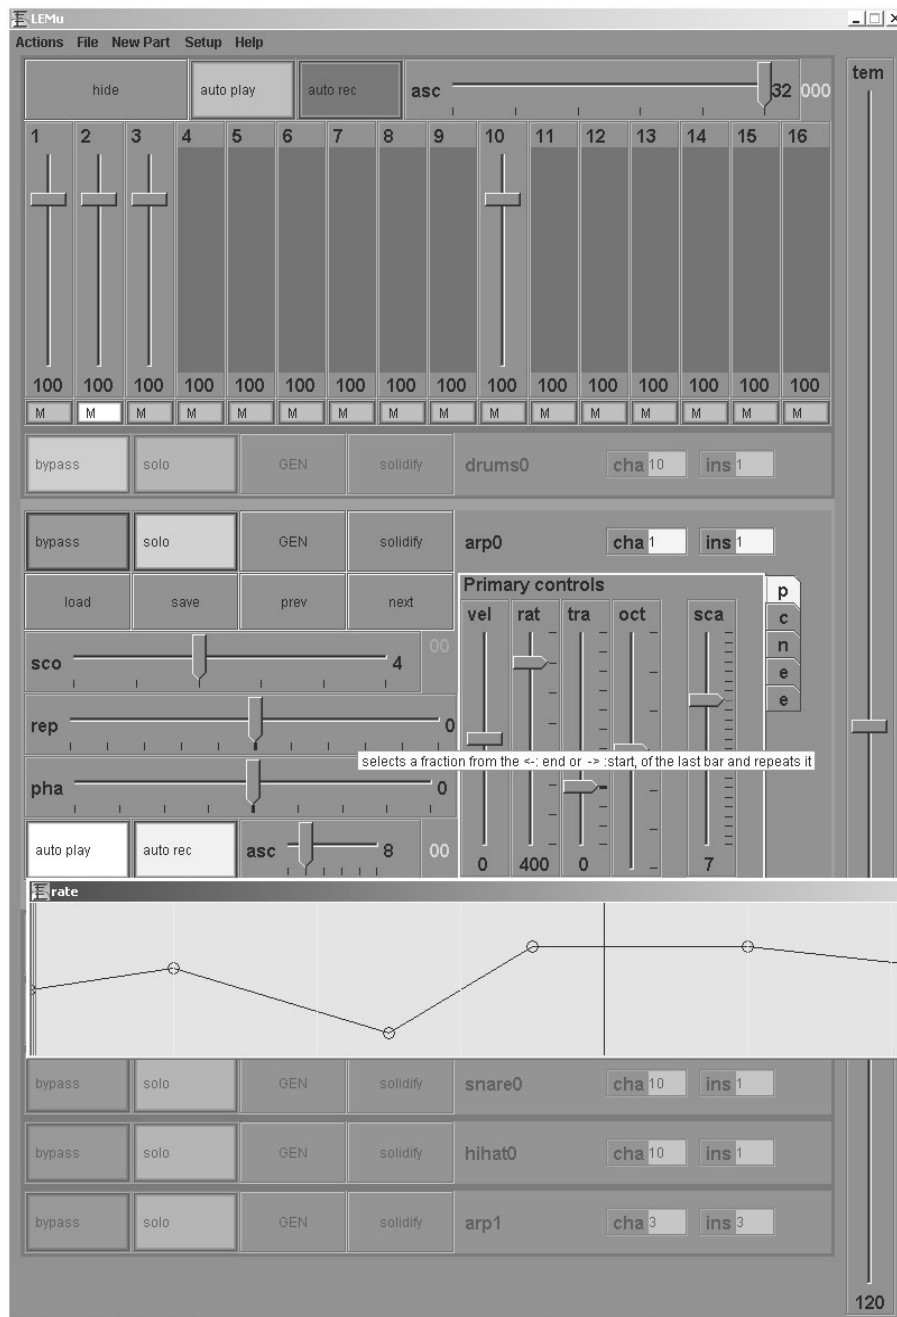 LEMu
Actions File New Part Setup Help
hide auto play auto rec asc 32 000 tem
1 2 3 4 5 6 7 8 9 10 11 12 13 14 15 16
100 100 100 100 100 100 100 100 100 100 100 100 100 100 100 100
M M M M M M M M M M M M M M M M
bypass solo GEN solidify drums0 cha 10 ins 1
bypass solo GEN solidify arp0 cha 1 ins 1
load save prev next Primary controls p
vel rat tra oct sca c
sco 4 00 n
e
e
rep 0
selects a fraction from the <-: end or -> :start, of the last bar and repeats it
pha 0
auto play auto rec asc 8 00 0 400 0 7
rate
bypass solo GEN solidify snare0 cha 10 ins 1
bypass solo GEN solidify hihat0 cha 10 ins 1
bypass solo GEN solidify arp1 cha 3 ins 3
120